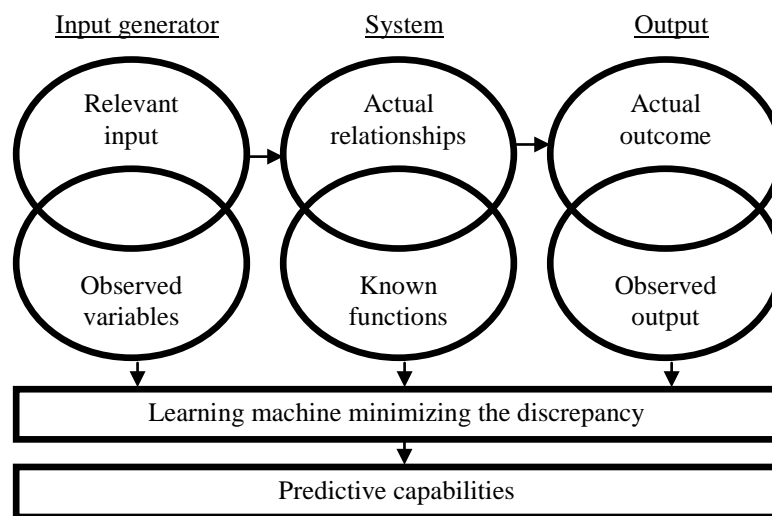 Input generator
System
Output
Relevant
input
Actual
relationships
Actual
outcome
Observed
variables
Known
functions
Observed
output
Learning machine minimizing the discrepancy
Predictive capabilities